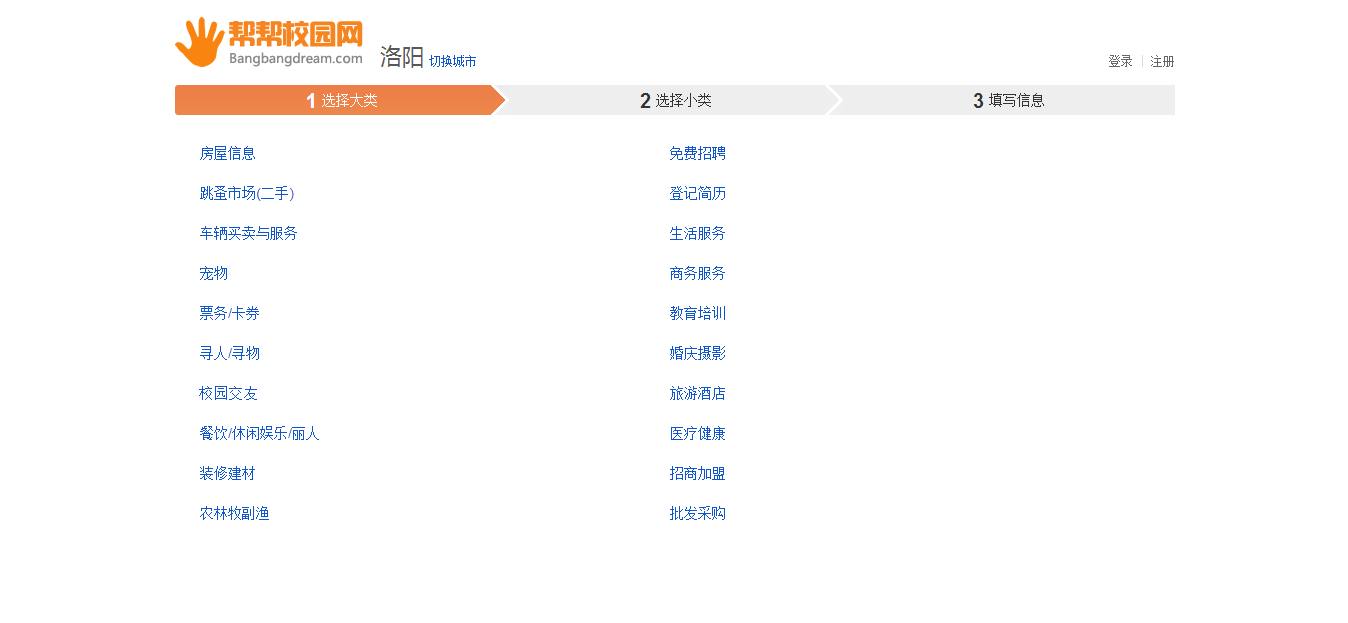 帮帮校园网
Bangbangdream.com
洛阳 切换城市
登录 注册
1 选择大类
2 选择小类
3 填写信息
房屋信息
免费招聘
跳蚤市场(二手)
登记简历
车辆买卖与服务
生活服务
宠物
商务服务
票务/卡券
教育培训
寻人/寻物
婚庆摄影
校园交友
旅游酒店
餐饮/休闲娱乐/丽人
医疗健康
装修建材
招商加盟
农林牧副渔
批发采购